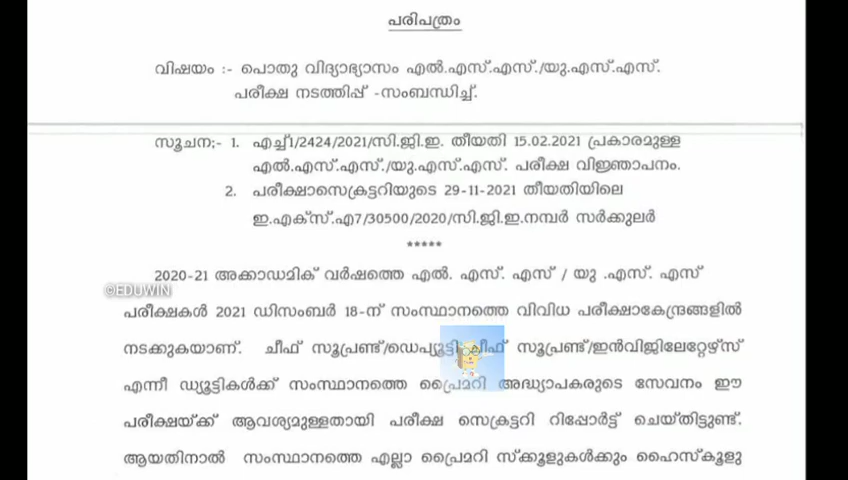 പരിപത്രം
വിഷയം :- പൊതു വിദ്യാഭ്യാസം എൽ.എസ്.എസ്./യു.എസ്.എസ്.
പരീക്ഷ നടത്തിപ്പ് -സംബന്ധിച്ച്.
സൂചന;- 1. എച്ച്1/2424/2021/സി.ജി.ഇ. തീയതി 15.02.2021 പ്രകാരമുള്ള
എൽ.എസ്.എസ്./യു.എസ്.എസ്. പരീക്ഷ വിജ്ഞാപനം.
2. പരീക്ഷാസെക്രട്ടറിയുടെ 29-11-2021 തീയതിയിലെ
ഇ.എക്സ്.എ7/30500/2020/സി.ജി.ഇ.നമ്പർ സർക്കുലർ
*****
2020-21 അക്കാഡമിക് വർഷത്തെ എൽ. എസ്. എസ് / യു .എസ്. എസ്
©EDUWIN
പരീക്ഷകൾ 2021 ഡിസംബർ 18-ന് സംസ്ഥാനത്തെ വിവിധ പരീക്ഷാകേന്ദ്രങ്ങളിൽ
നടക്കുകയാണ്. ചീഫ് സൂപ്രണ്ട്/ഡെപ്യൂട്ടി ചീഫ് സൂപ്രണ്ട്/ഇൻവിജിലേറ്റേഴ്സ്
എന്നീ ഡ്യൂട്ടികൾക്ക് സംസ്ഥാനത്തെ പ്രൈമറി അദ്ധ്യാപകരുടെ സേവനം ഈ
പരീക്ഷയ്ക്ക് ആവശ്യമുള്ളതായി പരീക്ഷ സെക്രട്ടറി റിപ്പോർട്ട് ചെയ്തിട്ടുണ്ട്.
ആയതിനാൽ സംസ്ഥാനത്തെ എല്ലാ പ്രൈമറി സ്ക്കൂളുകൾക്കും ഹൈസ്കൂളു